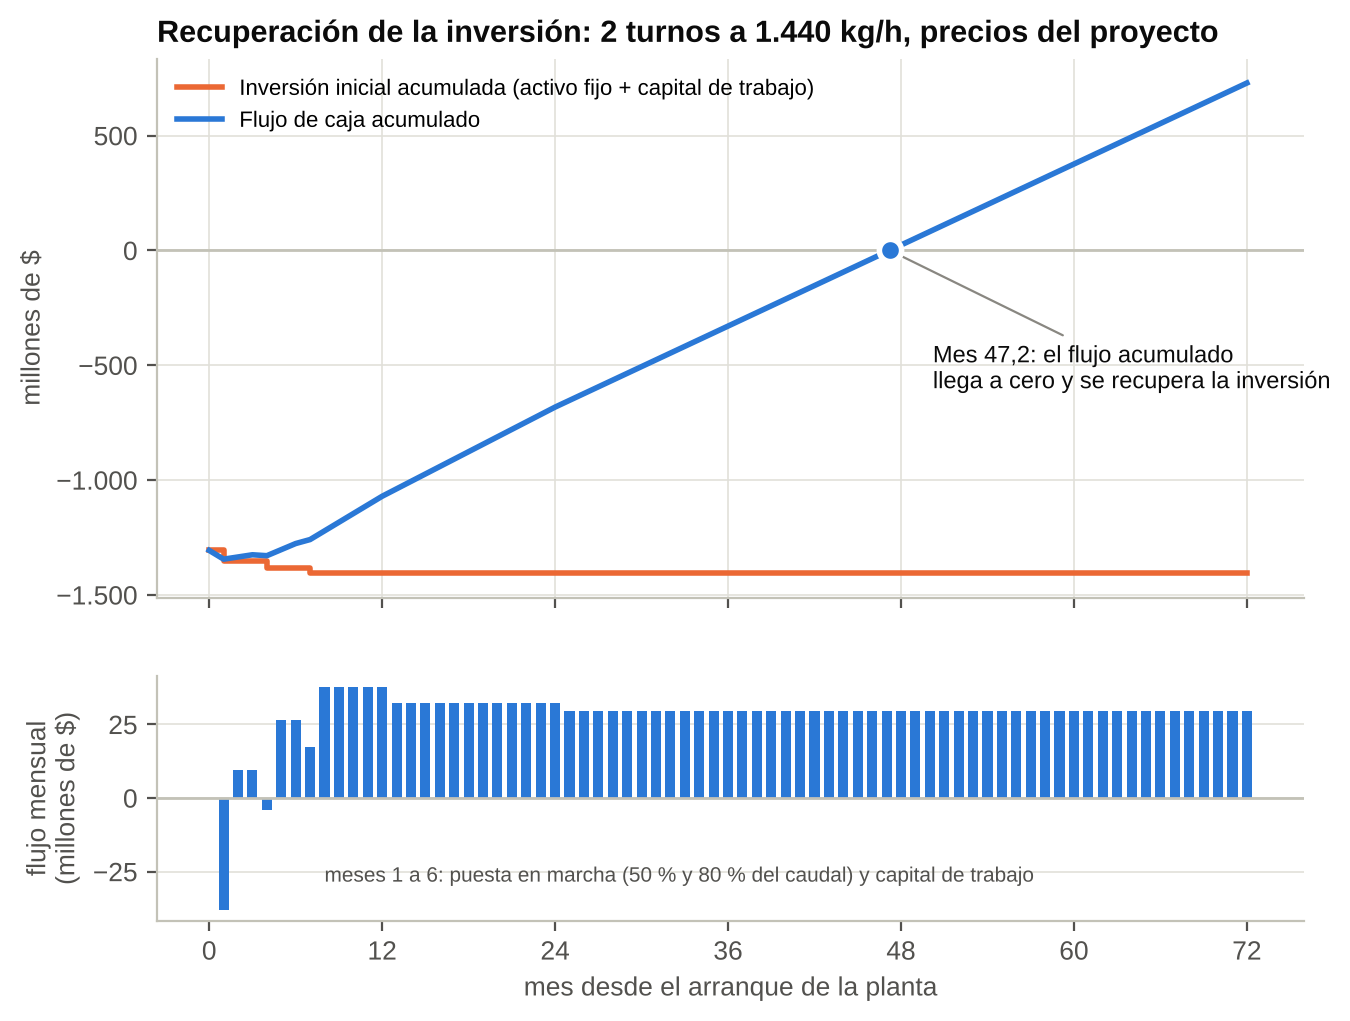 Recuperación de la inversión: 2 turnos a 1.440 kg/h, precios del proyecto
Inversión inicial acumulada (activo fijo + capital de trabajo)
Flujo de caja acumulado
millones de $
500
0
−500
−1.000
−1.500
Mes 47,2: el flujo acumulado
llega a cero y se recupera la inversión
flujo mensual
(millones de $)
25
0
−25
meses 1 a 6: puesta en marcha (50 % y 80 % del caudal) y capital de trabajo
0 12 24 36 48 60 72
mes desde el arranque de la planta